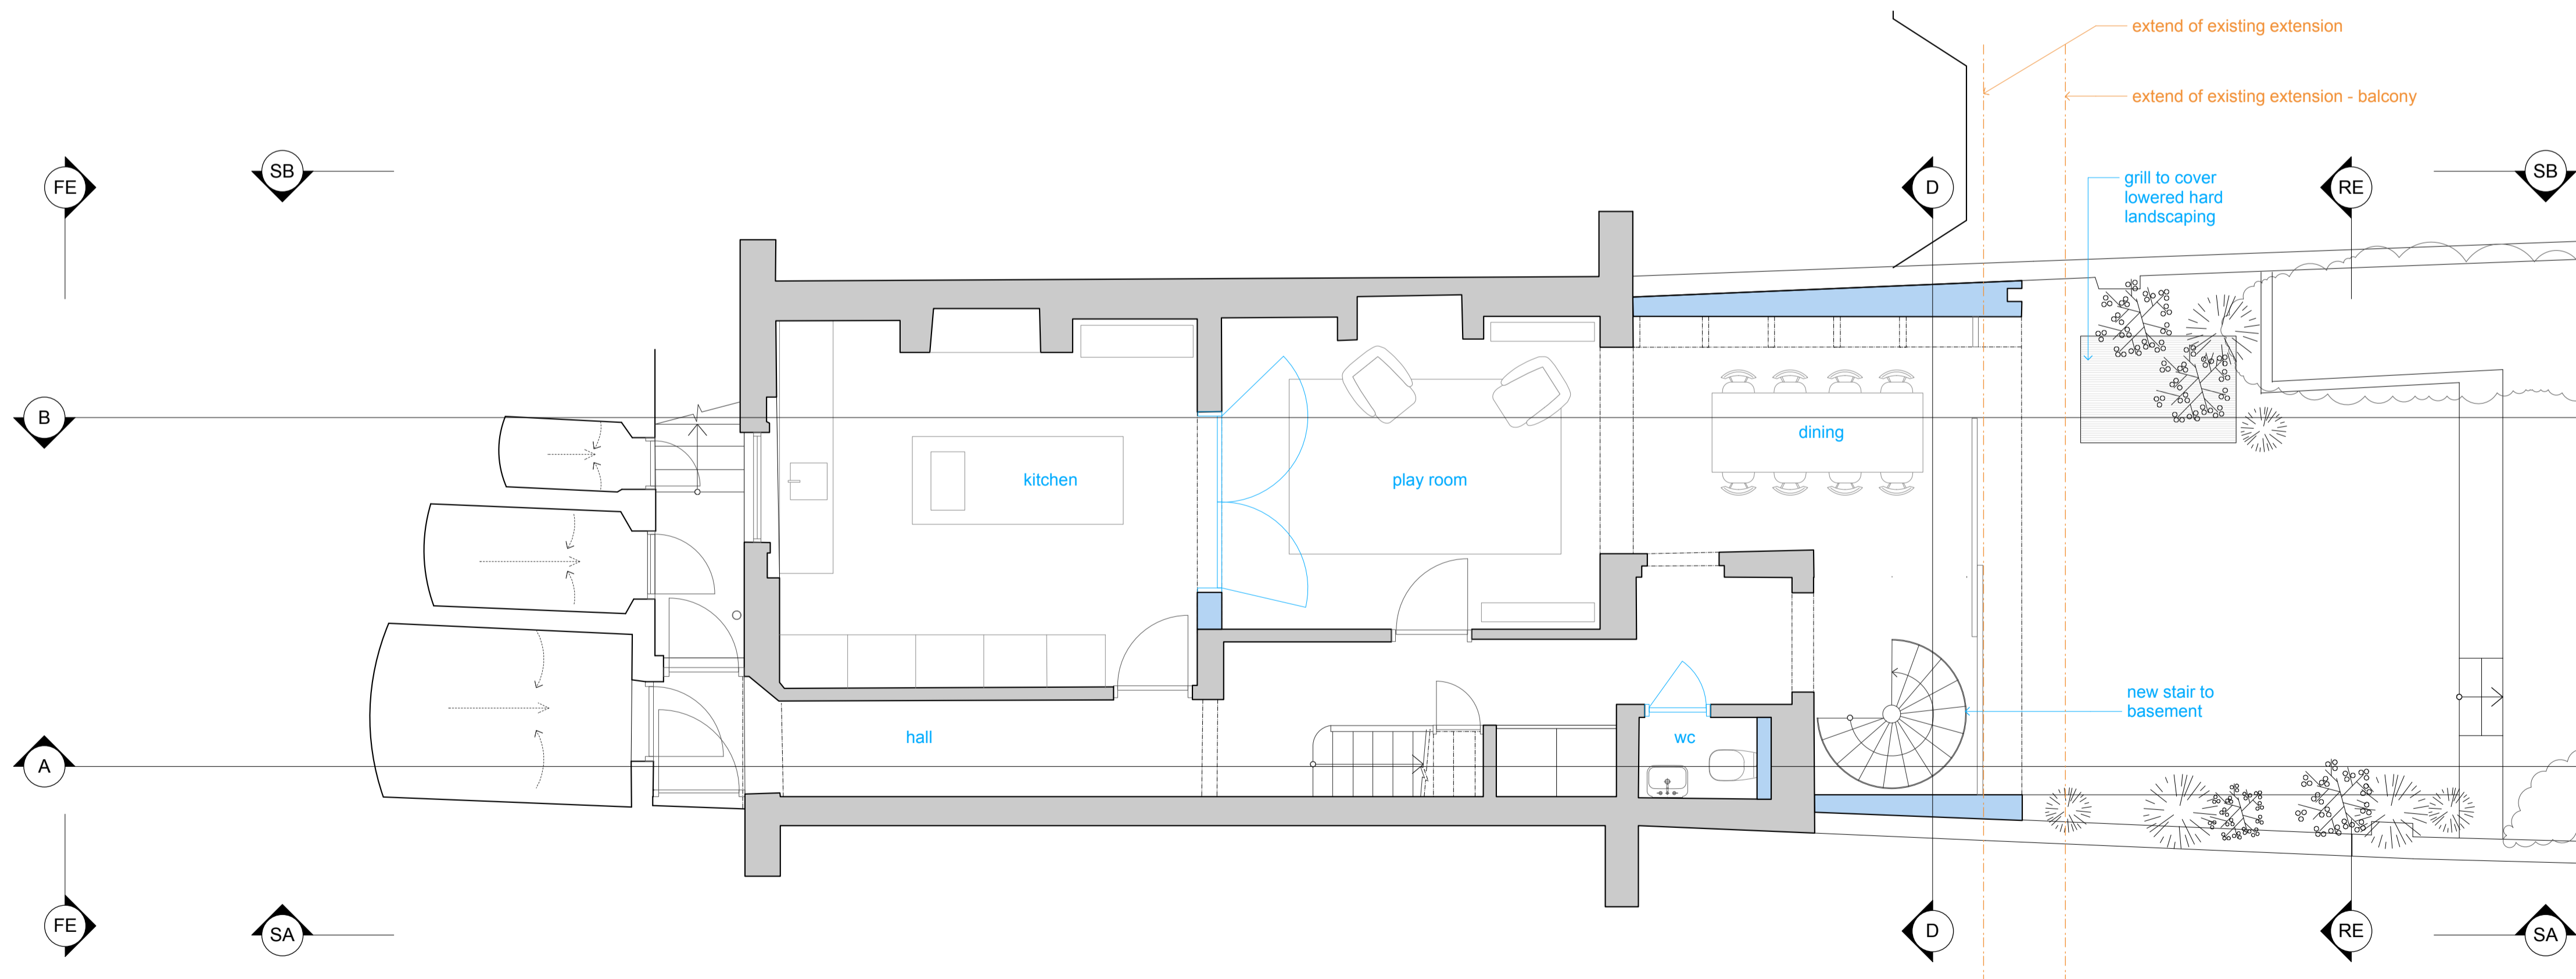 extend of existing extension
extend of existing extension - balcony
SB
SB
FE
D
RE
grill to cover
lowered hard
landscaping
B
dining
kitchen
play room
new stair to
basement
hall
wc
A
FE
SA
D
RE
SA